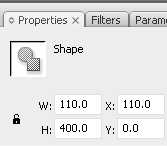 Properties × Filters Param
Shape
W: 110.0 X: 110.0
H: 400.0 Y: 0.0